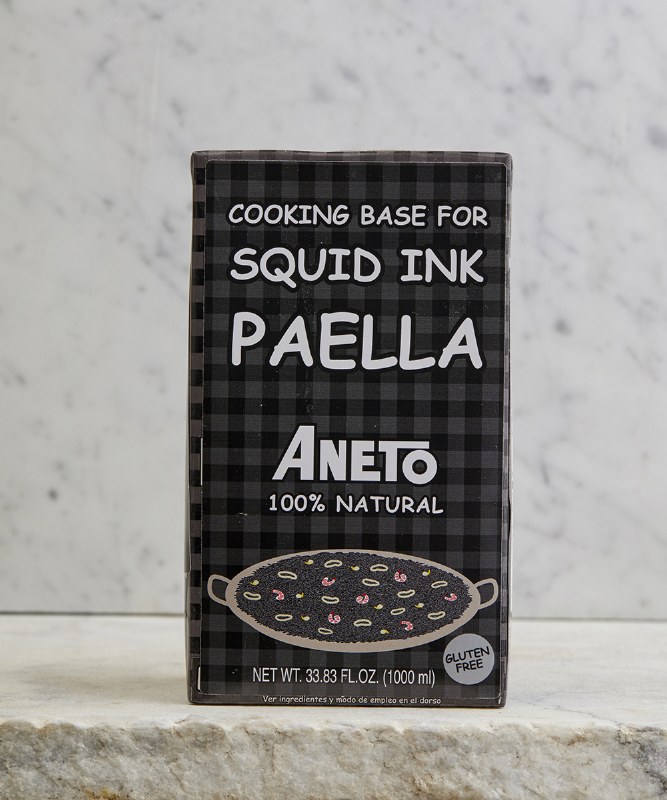 COOKING BASE FOR
SQUID INK
PAELLA
ANETO
100% NATURAL
GLUTEN
FREE
NET WT. 33.83 FL.OZ. (1000 ml)
Ver ingredientes y modo de empleo en el dorso